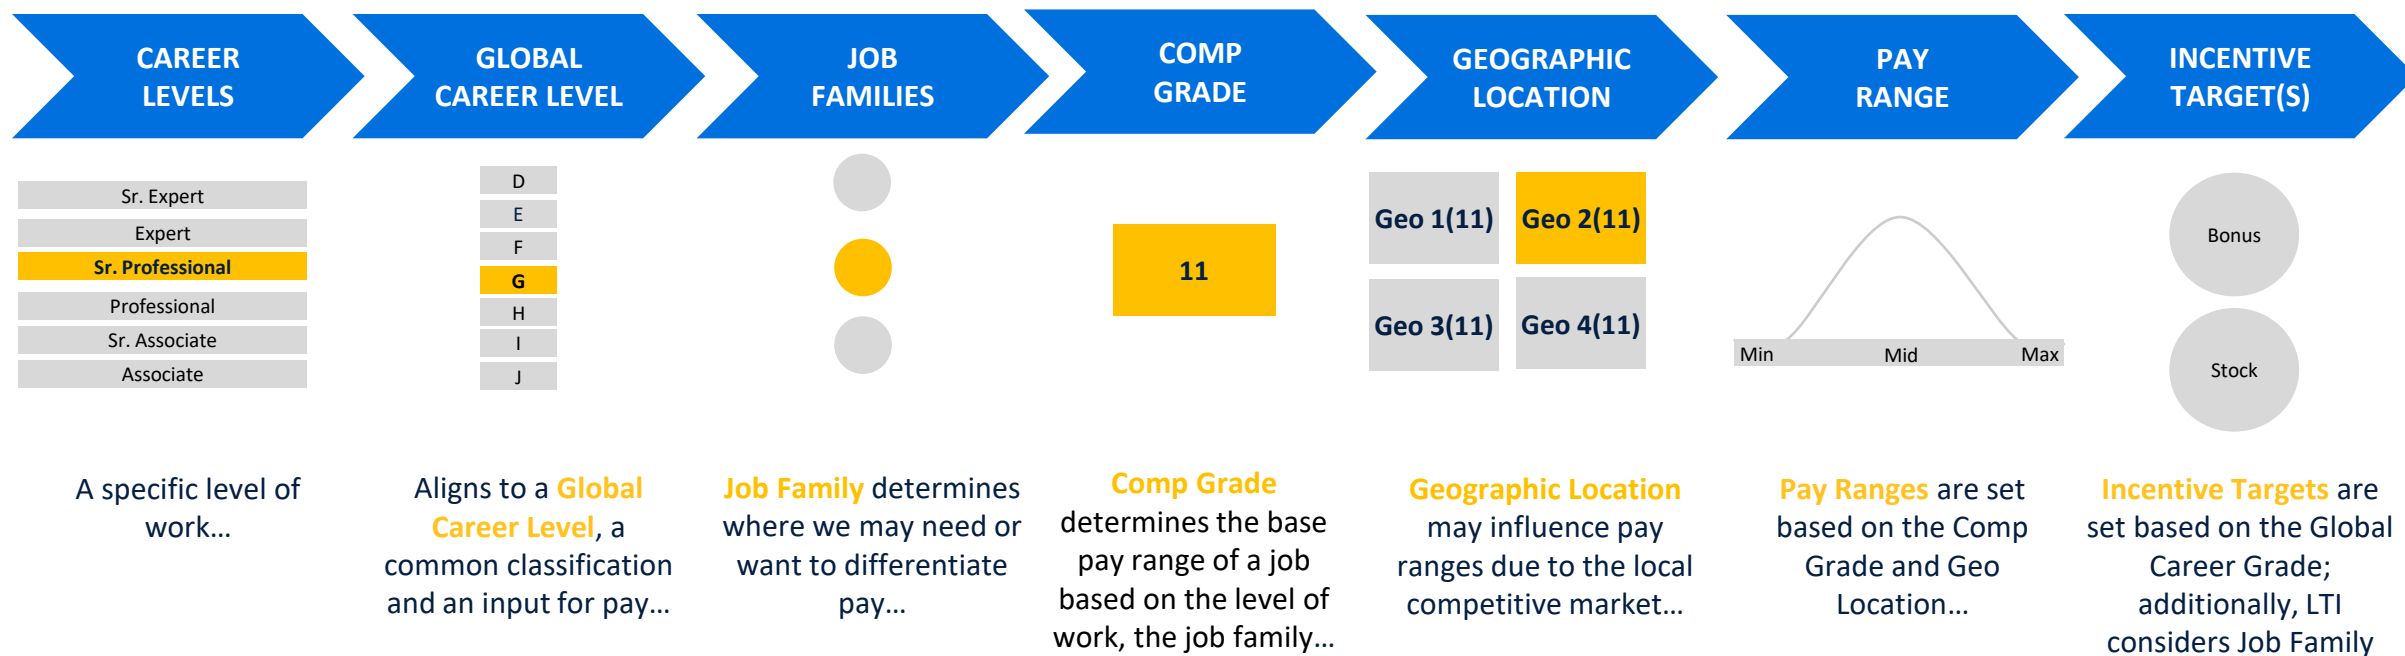 CAREER
LEVELS
GLOBAL
CAREER LEVEL
JOB
FAMILIES
COMP
GRADE
GEOGRAPHIC
LOCATION
PAY
RANGE
INCENTIVE
TARGET(S)
Sr. Expert
Expert
Sr. Professional
Professional
Sr. Associate
Associate
D
E
F
G
H
I
J
11
Geo 1(11)
Geo 2(11)
Geo 3(11)
Geo 4(11)
Min
Mid
Max
Bonus
Stock
A specific level of
work…
Aligns to a Global
Career Level, a
common classification
and an input for pay…
Job Family determines
where we may need or
want to differentiate
pay…
Comp Grade
determines the base
pay range of a job
based on the level of
work, the job family…
Geographic Location
may influence pay
ranges due to the local
competitive market…
Pay Ranges are set
based on the Comp
Grade and Geo
Location…
Incentive Targets are
set based on the Global
Career Grade;
additionally, LTI
considers Job Family